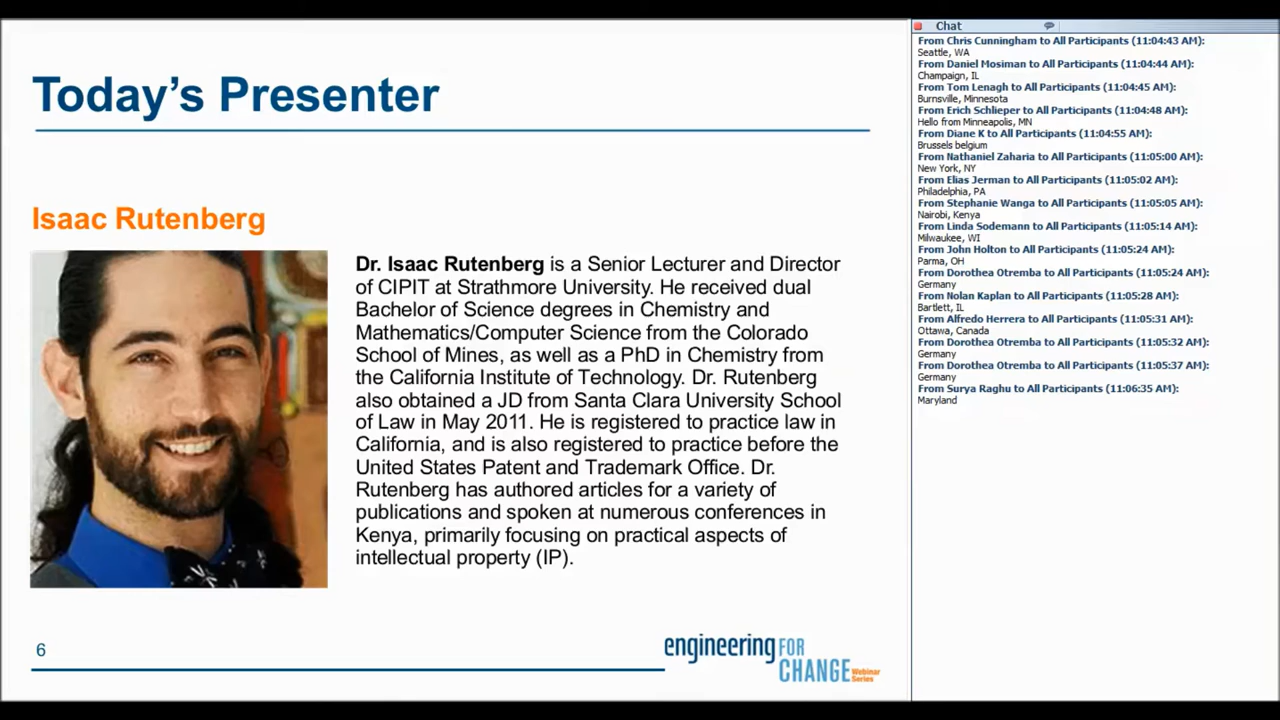 Today's Presenter
Isaac Rutenberg
Dr. Isaac Rutenberg is a Senior Lecturer and Director
of CIPIT at Strathmore University. He received dual
Bachelor of Science degrees in Chemistry and
Mathematics/Computer Science from the Colorado
School of Mines, as well as a PhD in Chemistry from
the California Institute of Technology. Dr. Rutenberg
also obtained a JD from Santa Clara University School
of Law in May 2011. He is registered to practice law in
California, and is also registered to practice before the
United States Patent and Trademark Office. Dr.
Rutenberg has authored articles for a variety of
publications and spoken at numerous conferences in
Kenya, primarily focusing on practical aspects of
intellectual property (IP).
6
engineering FOR
CHANGE Webinar
Series
Chat
From Chris Cunningham to All Participants (11:04:43 AM):
Seattle, WA
From Daniel Mosiman to All Participants (11:04:44 AM):
Champaign, IL
From Tom Lenagh to All Participants (11:04:45 AM):
Burnsville, Minnesota
From Erich Schlieper to All Participants (11:04:48 AM):
Hello from Minneapolis, MN
From Diane K to All Participants (11:04:55 AM):
Brussels belgium
From Nathaniel Zaharia to All Participants (11:05:00 AM):
New York, NY
From Elias Jerman to All Participants (11:05:02 AM):
Philadelphia, PA
From Stephanie Wanga to All Participants (11:05:05 AM):
Nairobi, Kenya
From Linda Sodemann to All Participants (11:05:14 AM):
Milwaukee, WI
From John Holton to All Participants (11:05:24 AM):
Parma, OH
From Dorothea Otremba to All Participants (11:05:24 AM):
Germany
From Nolan Kaplan to All Participants (11:05:28 AM):
Bartlett, IL
From Alfredo Herrera to All Participants (11:05:31 AM):
Ottawa, Canada
From Dorothea Otremba to All Participants (11:05:32 AM):
Germany
From Dorothea Otremba to All Participants (11:05:37 AM):
Germany
From Surya Raghu to All Participants (11:06:35 AM):
Maryland